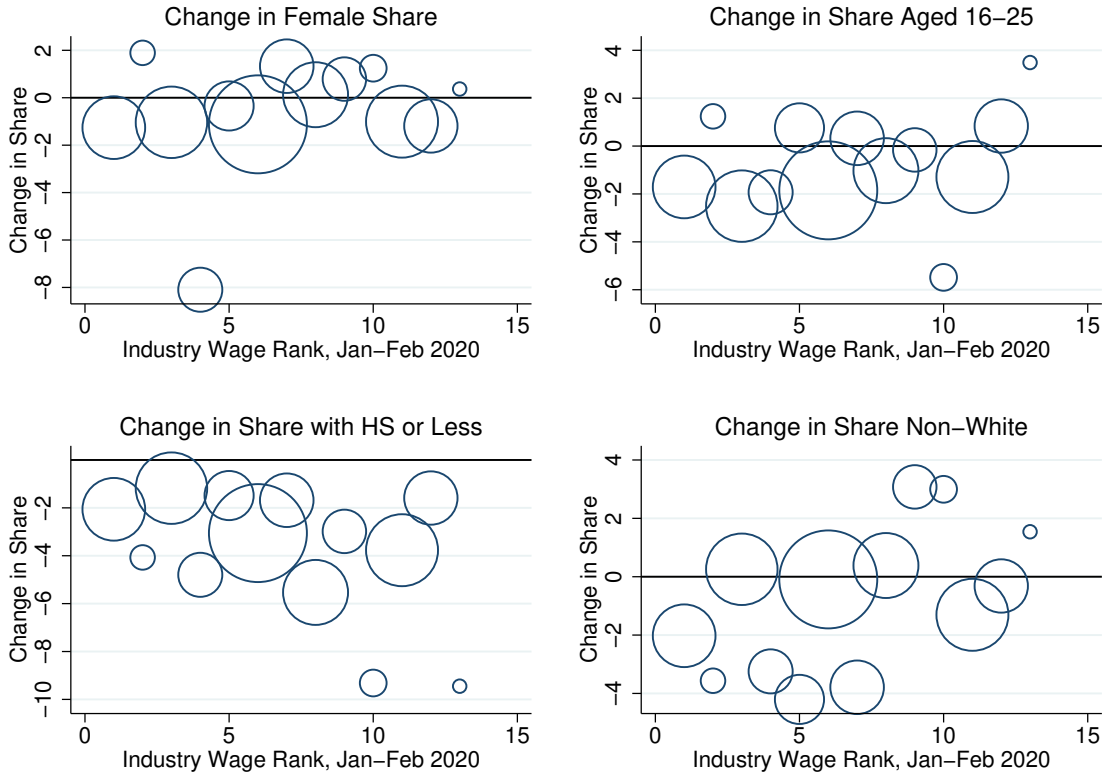 Change in Female Share
Change in Share
2
0
−2
−4
−6
−8
0 5 10 15
Industry Wage Rank, Jan−Feb 2020
Change in Share Aged 16−25
Change in Share
4
2
0
−2
−4
−6
0 5 10 15
Industry Wage Rank, Jan−Feb 2020
Change in Share with HS or Less
Change in Share
−2
−4
−6
−8
−10
0 5 10 15
Industry Wage Rank, Jan−Feb 2020
Change in Share Non−White
Change in Share
4
2
0
−2
−4
0 5 10 15
Industry Wage Rank, Jan−Feb 2020